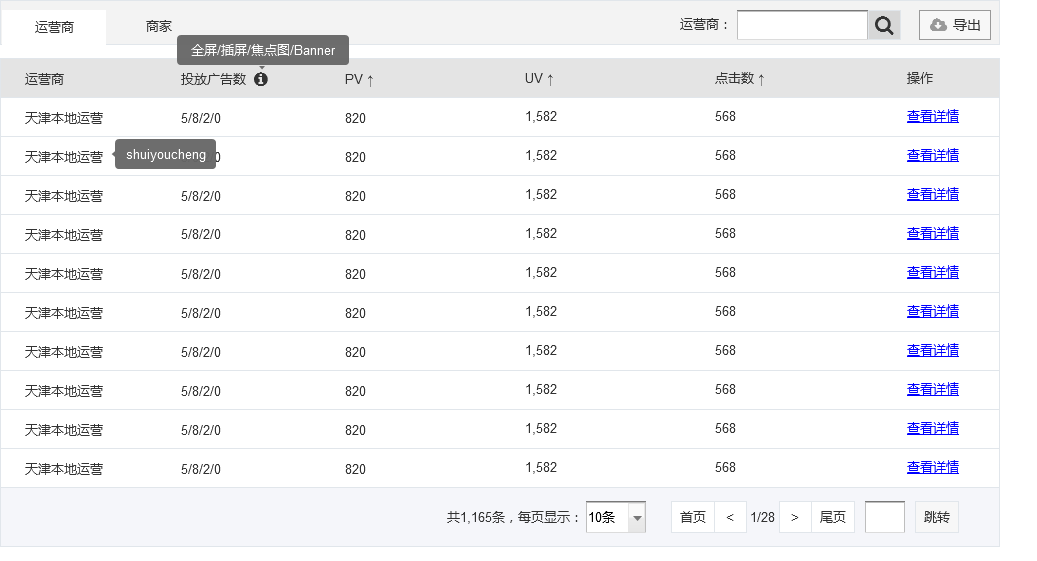 运营商 商家 运营商： 导出
全屏/插屏/焦点图/Banner
运营商 投放广告数 PV↑ UV↑ 点击数↑ 操作
天津本地运营 5/8/2/0 820 1,582 568 查看详情
天津本地运营 shuiyoucheng 0 820 1,582 568 查看详情
天津本地运营 5/8/2/0 820 1,582 568 查看详情
天津本地运营 5/8/2/0 820 1,582 568 查看详情
天津本地运营 5/8/2/0 820 1,582 568 查看详情
天津本地运营 5/8/2/0 820 1,582 568 查看详情
天津本地运营 5/8/2/0 820 1,582 568 查看详情
天津本地运营 5/8/2/0 820 1,582 568 查看详情
天津本地运营 5/8/2/0 820 1,582 568 查看详情
天津本地运营 5/8/2/0 820 1,582 568 查看详情
共1,165条，每页显示： 10条 首页 < 1/28 > 尾页 跳转